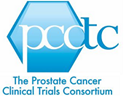 pcctc
The Prostate Cancer
Clinical Trials Consortium